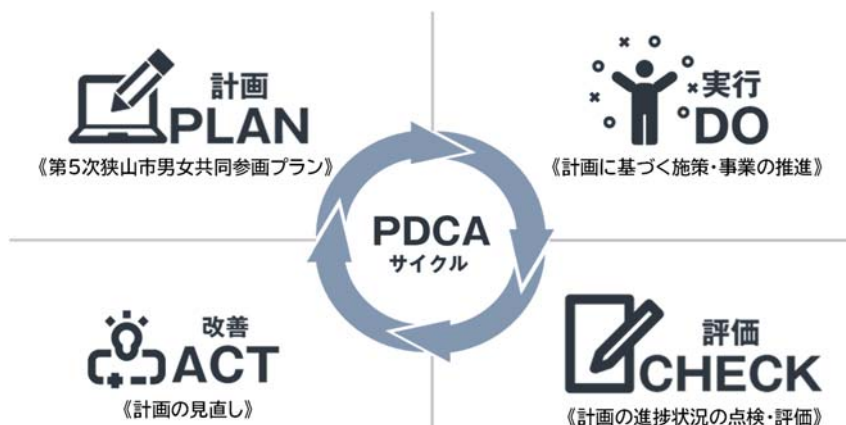 計画
PLAN
《第5次狭山市男女共同参画プラン》
実行
DO
《計画に基づく施策・事業の推進》
PDCA
サイクル
改善
ACT
《計画の見直し》
評価
CHECK
《計画の進捗状況の点検・評価》